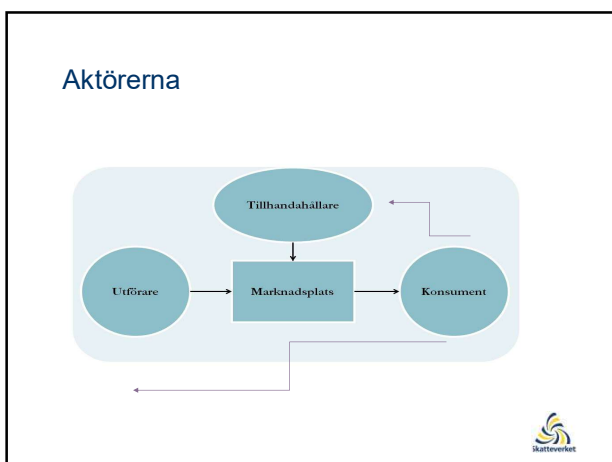 Aktörerna
Tillhandahållare
Utförare
Marknadsplats
Konsument
Skatteverket